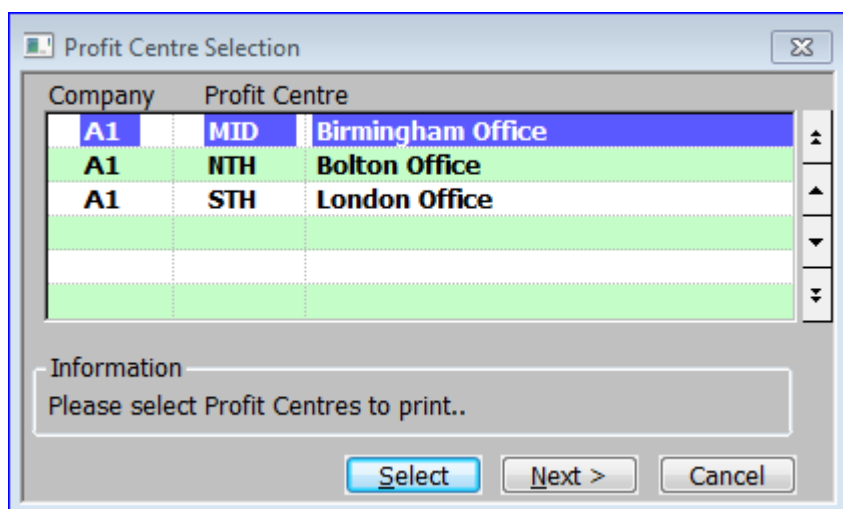 Profit Centre Selection
Company Profit Centre
A1 MID Birmingham Office
A1 NTH Bolton Office
A1 STH London Office
Information
Please select Profit Centres to print..
Select Next > Cancel